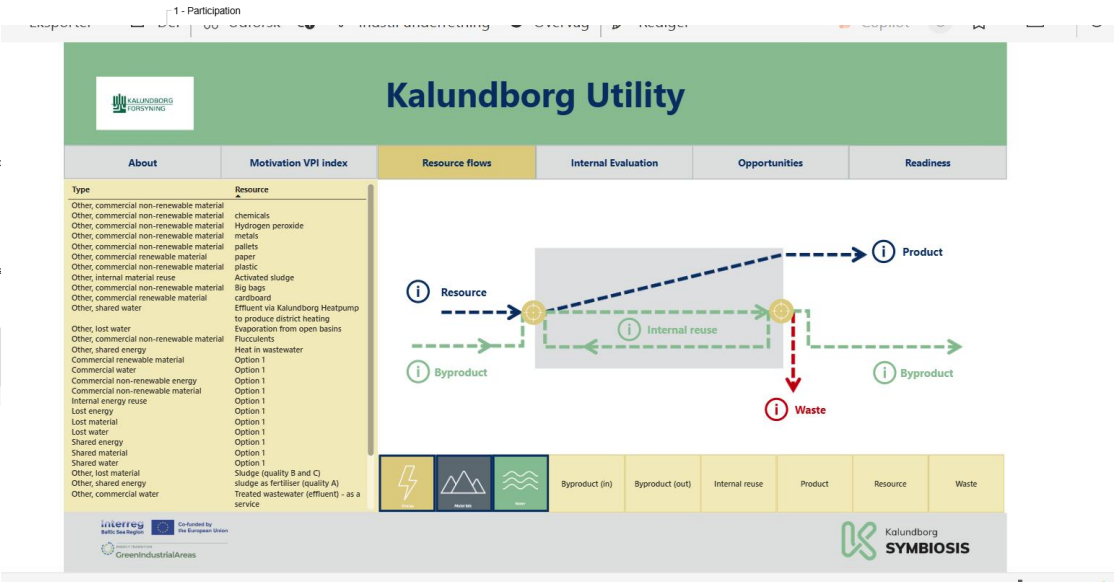 1 - Participation
Kalundborg Utility
KALUNDBORG
FORSYNING
About
Motivation VPI index
Resource flows
Internal Evaluation
Opportunities
Readiness
Type Resource
Other, commercial non-renewable material
Other, commercial non-renewable material chemicals
Other, commercial non-renewable material Hydrogen peroxide
Other, commercial non-renewable material metals
Other, commercial non-renewable material pallets
Other, commercial renewable material paper
Other, commercial non-renewable material plastic
Other, internal material reuse Activated sludge
Other, commercial non-renewable material Big bags
Other, commercial renewable material cardboard
Other, shared water Effluent via Kalundborg Heatpump
to produce district heating
Other, lost water Evaporation from open basins
Other, commercial non-renewable material Flucculents
Other, shared energy Heat in wastewater
Commercial renewable material Option 1
Commercial water Option 1
Commercial non-renewable energy Option 1
Commercial non-renewable material Option 1
Internal energy reuse Option 1
Lost energy Option 1
Lost material Option 1
Lost water Option 1
Shared energy Option 1
Shared material Option 1
Shared water Option 1
Other, lost material Sludge (quality B and C)
Other, shared energy sludge as fertiliser (quality A)
Other, commercial water Treated wastewater (effluent) - as a
service
Product
Resource
Internal reuse
Byproduct
Byproduct
Waste
Byproduct (in)
Byproduct (out)
Internal reuse
Product
Resource
Waste
Interreg
Baltic Sea Region
Co-funded by
the European Union
GreenIndustrialAreas
Kalundborg
SYMBIOSIS